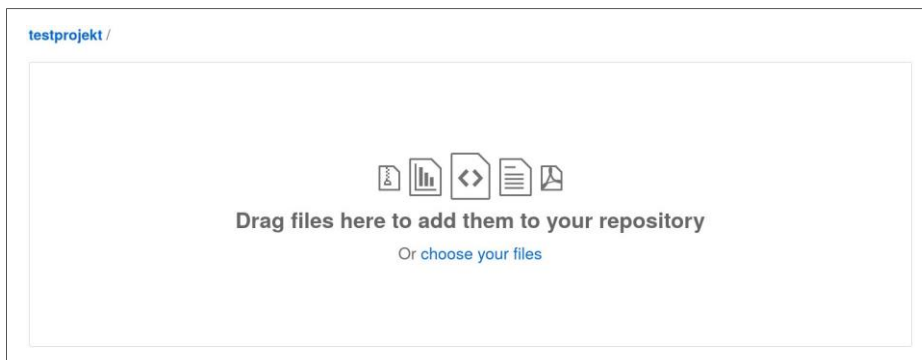 testprojekt /
Drag files here to add them to your repository
Or choose your files